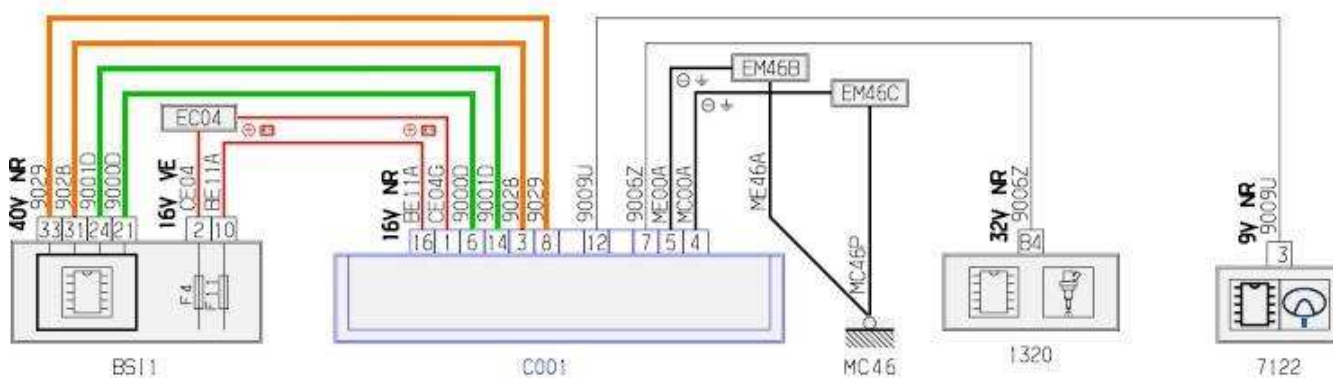 EM46B
EC04
EM46C
40V NR
9029
9028
9001D
9000D
16V VE
CE04
BE11A
16V NR
BE11A
CE04G
9000D
9001D
9028
9029
9009U
9006Z
ME00A
MC00A
ME46A
MC46P
32V NR
9006Z
9V NR
9009U
33 31 24 21 2 10 16 1 6 14 3 8 12 7 5 4 B4 3
F4
F11
BSI1
C001
MC46
1320
7122